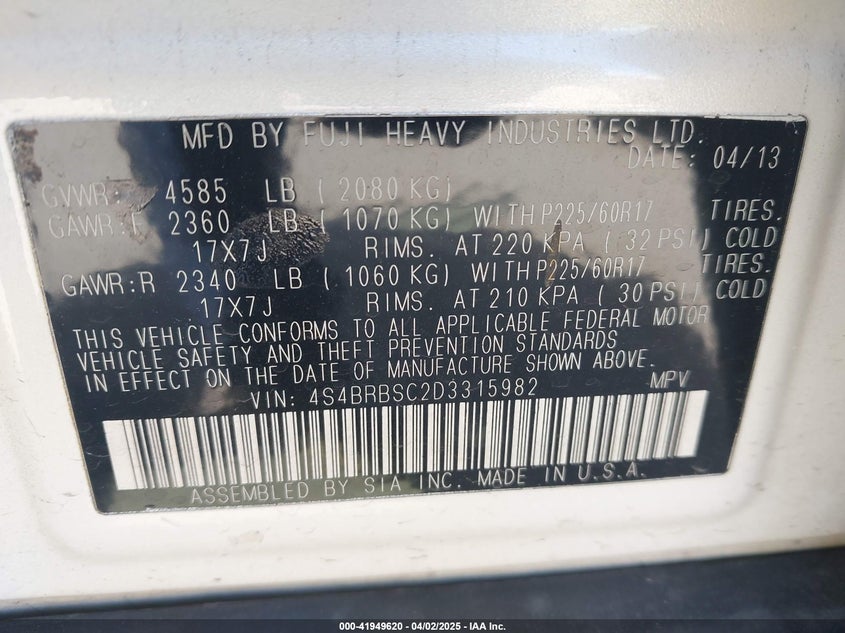 MFD BY FUJI HEAVY INDUSTRIES LTD.
DATE: 04/13
GVWR: 4585 LB ( 2080 KG)
GAWR:F 2360 LB ( 1070 KG) WITH P225/60R17 TIRES.
17X7J RIMS. AT 220 KPA ( 32 PSI) COLD
GAWR:R 2340 LB ( 1060 KG) WITH P225/60R17 TIRES.
17X7J RIMS. AT 210 KPA ( 30 PSI) COLD
THIS VEHICLE CONFORMS TO ALL APPLICABLE FEDERAL MOTOR
VEHICLE SAFETY AND THEFT PREVENTION STANDARDS
IN EFFECT ON THE DATE OF MANUFACTURE SHOWN ABOVE.
VIN: 4S4BRBSC2D3315982 MPV
ASSEMBLED BY SIA INC. MADE IN U.S.A.
000-41949620 - 04/02/2025 - IAA Inc.